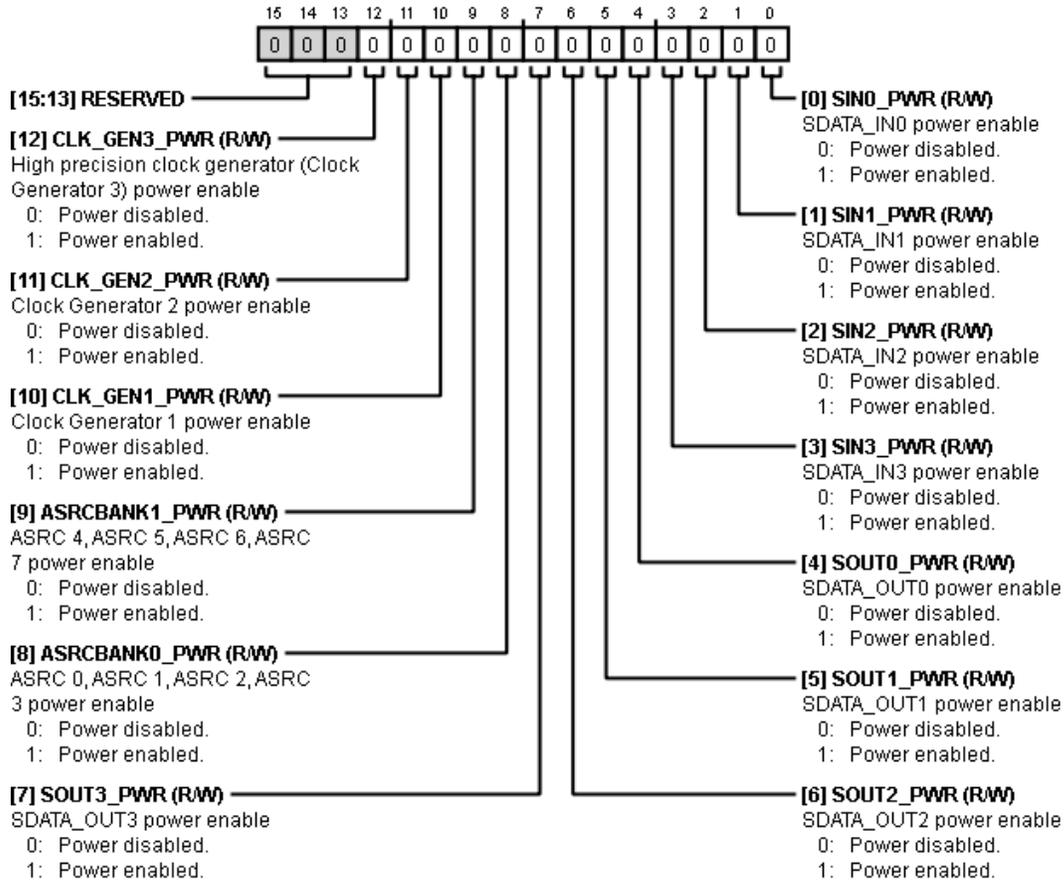 15 14 13 12 11 10 9 8 7 6 5 4 3 2 1 0
0 0 0 0 0 0 0 0 0 0 0 0 0 0 0 0
[15:13] RESERVED
[12] CLK_GEN3_PWR (R/W)
High precision clock generator (Clock
Generator 3) power enable
0: Power disabled.
1: Power enabled.
[11] CLK_GEN2_PWR (R/W)
Clock Generator 2 power enable
0: Power disabled.
1: Power enabled.
[10] CLK_GEN1_PWR (R/W)
Clock Generator 1 power enable
0: Power disabled.
1: Power enabled.
[9] ASRCBANK1_PWR (R/W)
ASRC 4, ASRC 5, ASRC 6, ASRC
7 power enable
0: Power disabled.
1: Power enabled.
[8] ASRCBANK0_PWR (R/W)
ASRC 0, ASRC 1, ASRC 2, ASRC
3 power enable
0: Power disabled.
1: Power enabled.
[7] SOUT3_PWR (R/W)
SDATA_OUT3 power enable
0: Power disabled.
1: Power enabled.
[0] SIN0_PWR (R/W)
SDATA_IN0 power enable
0: Power disabled.
1: Power enabled.
[1] SIN1_PWR (R/W)
SDATA_IN1 power enable
0: Power disabled.
1: Power enabled.
[2] SIN2_PWR (R/W)
SDATA_IN2 power enable
0: Power disabled.
1: Power enabled.
[3] SIN3_PWR (R/W)
SDATA_IN3 power enable
0: Power disabled.
1: Power enabled.
[4] SOUT0_PWR (R/W)
SDATA_OUT0 power enable
0: Power disabled.
1: Power enabled.
[5] SOUT1_PWR (R/W)
SDATA_OUT1 power enable
0: Power disabled.
1: Power enabled.
[6] SOUT2_PWR (R/W)
SDATA_OUT2 power enable
0: Power disabled.
1: Power enabled.